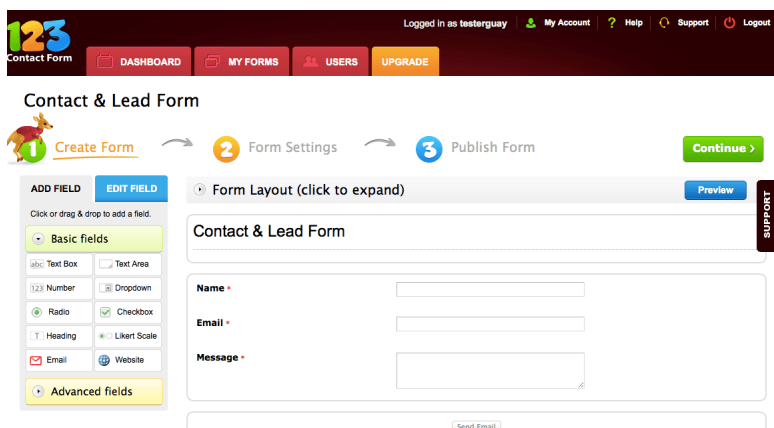 Logged in as testerguay My Account ? Help Support Logout
123
Contact Form
DASHBOARD MY FORMS USERS UPGRADE
Contact & Lead Form
1 Create Form 2 Form Settings 3 Publish Form Continue ›
ADD FIELD EDIT FIELD
Form Layout (click to expand) Preview
SUPPORT
Click or drag & drop to add a field.
Basic fields
Contact & Lead Form
abc Text Box Text Area
123 Number Dropdown
Radio Checkbox
T Heading Likert Scale
Email Website
Advanced fields
Name *
Email *
Message *
Send Email